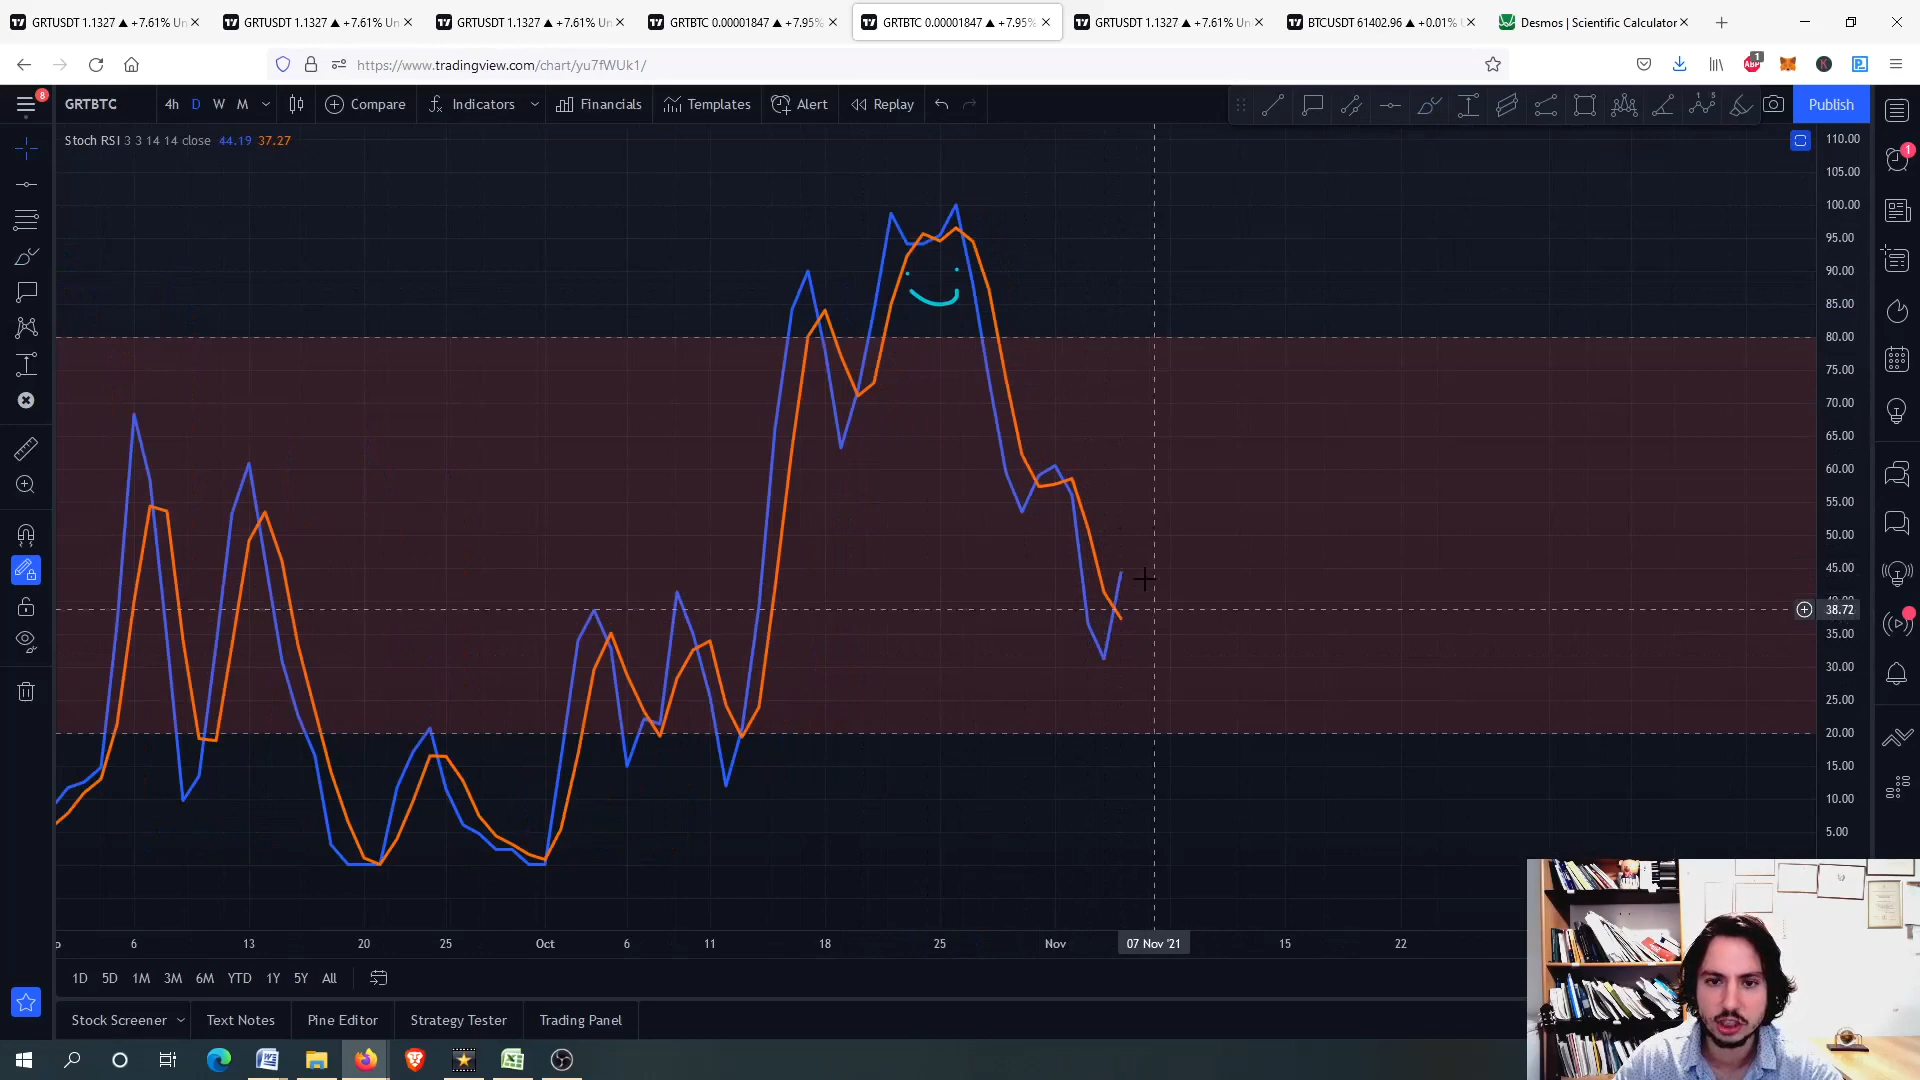 GRTUSDT 1.1327 ▲ +7.61% Un
GRTUSDT 1.1327 ▲ +7.61% Un
GRTUSDT 1.1327 ▲ +7.61% Un
GRTBTC 0.00001847 ▲ +7.95%
GRTBTC 0.00001847 ▲ +7.95%
GRTUSDT 1.1327 ▲ +7.61% Un
BTCUSDT 61402.96 ▲ +0.01% U
Desmos | Scientific Calculator
https://www.tradingview.com/chart/yu7fWUk1/
ABP 1
K
8
GRTBTC
4h D W M
Compare
Indicators
Financials
Templates
Alert
Replay
Publish
Stoch RSI 3 3 14 14 close 44.19 37.27
1
110.00
105.00
100.00
95.00
90.00
85.00
80.00
75.00
70.00
65.00
60.00
55.00
50.00
45.00
38.72
35.00
30.00
25.00
20.00
15.00
10.00
5.00
6 13 20 25 Oct 6 11 18 25 Nov 07 Nov '21 15 22
1D 5D 1M 3M 6M YTD 1Y 5Y All
Stock Screener Text Notes Pine Editor Strategy Tester Trading Panel